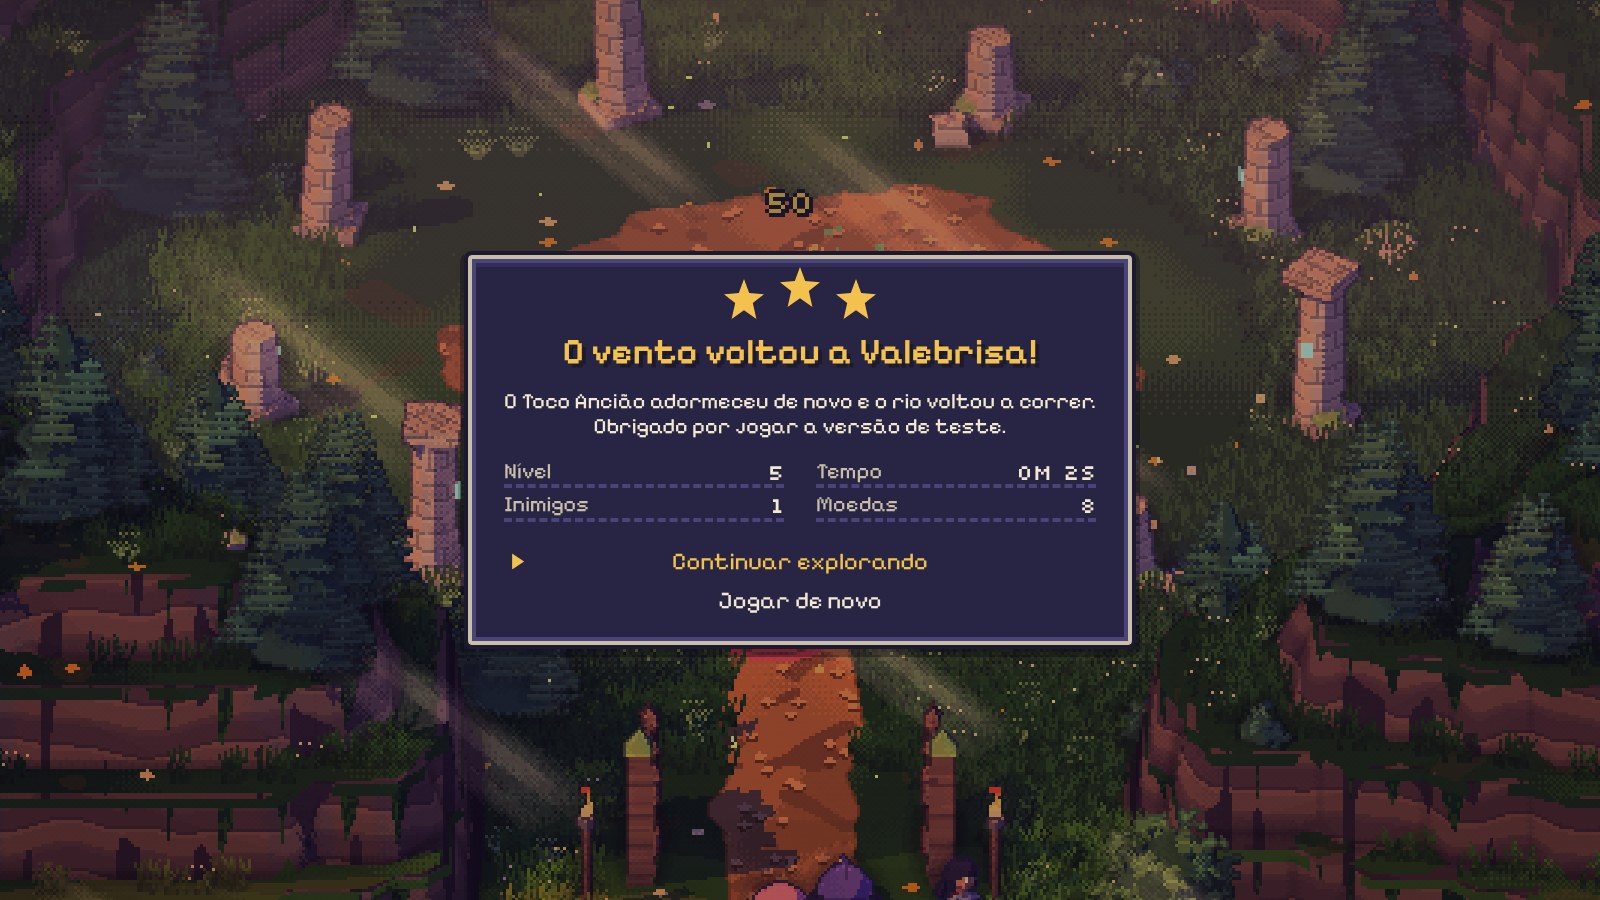 50
O vento voltou a Valebrisa!
O Toco Ancião adormeceu de novo e o rio voltou a correr.
Obrigado por jogar a versão de teste.
Nível 5 Tempo 0M 2S
Inimigos 1 Moedas 8
Continuar explorando
Jogar de novo